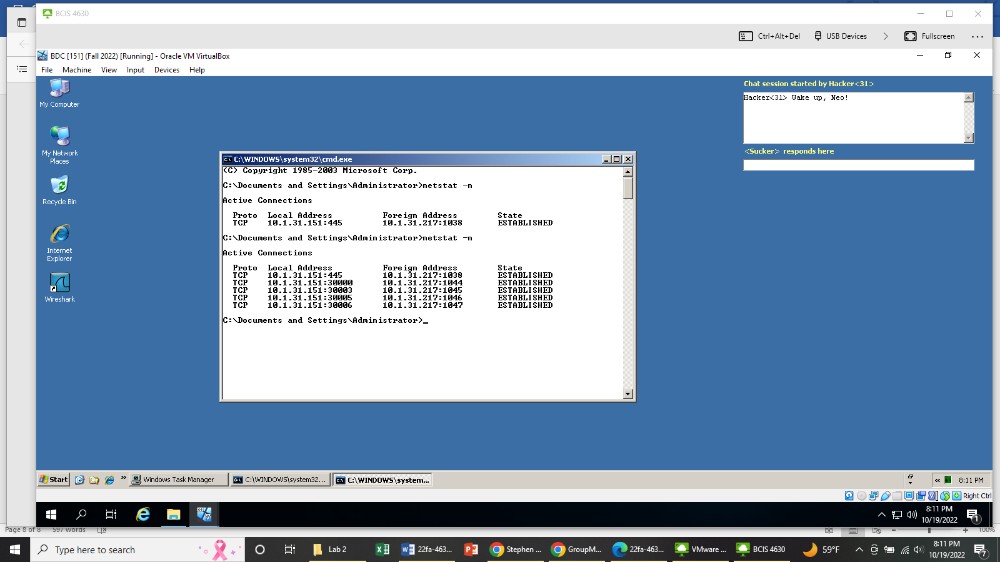 BCIS 4630
Ctrl+Alt+Del
USB Devices
Fullscreen
BDC [151] (Fall 2022) [Running] - Oracle VM VirtualBox
File Machine View Input Devices Help
My Computer
My Network
Places
Recycle Bin
Internet
Explorer
Wireshark
Chat session started by Hacker<31>
Hacker<31> Wake up, Neo!
<Sucker> responds here
C:\WINDOWS\system32\cmd.exe
(C) Copyright 1985-2003 Microsoft Corp.
C:\Documents and Settings\Administrator>netstat -n
Active Connections
Proto Local Address Foreign Address State
TCP 10.1.31.151:445 10.1.31.217:1038 ESTABLISHED
C:\Documents and Settings\Administrator>netstat -n
Active Connections
Proto Local Address Foreign Address State
TCP 10.1.31.151:445 10.1.31.217:1038 ESTABLISHED
TCP 10.1.31.151:30000 10.1.31.217:1044 ESTABLISHED
TCP 10.1.31.151:30003 10.1.31.217:1045 ESTABLISHED
TCP 10.1.31.151:30005 10.1.31.217:1046 ESTABLISHED
TCP 10.1.31.151:30006 10.1.31.217:1047 ESTABLISHED
C:\Documents and Settings\Administrator>_
Start Windows Task Manager C:\WINDOWS\system32... C:\WINDOWS\system... 8:11 PM
Right Ctrl
8:11 PM
10/19/2022
1
Page 8 of 8 597 words 100%
Type here to search
Lab 2
22fa-463...
Stephen ...
GroupM...
22fa-463...
VMware ...
BCIS 4630
59°F
8:11 PM
10/19/2022
7